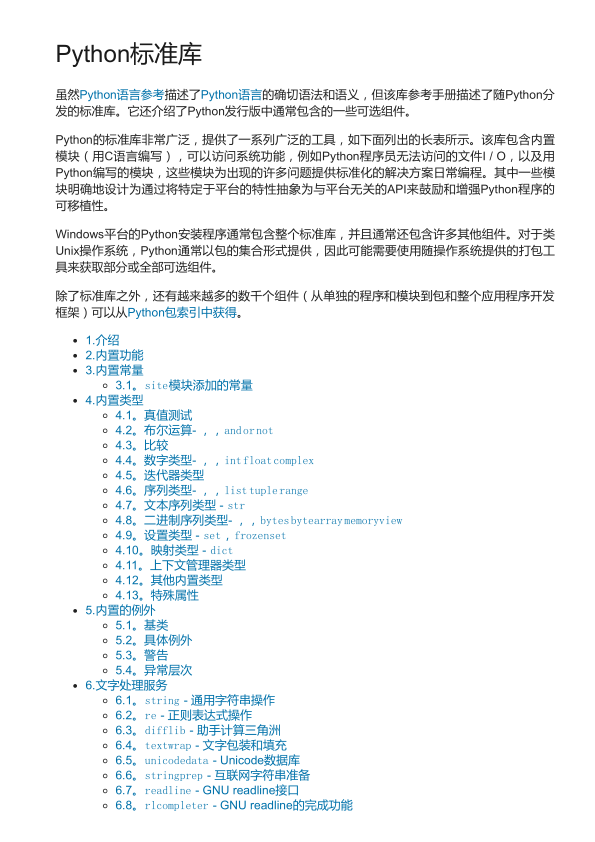 Python标准库
虽然Python语言参考描述了Python语言的确切语法和语义，但该库参考手册描述了随Python分
发的标准库。它还介绍了Python发行版中通常包含的一些可选组件。
Python的标准库非常广泛，提供了一系列广泛的工具，如下面列出的长表所示。该库包含内置
模块（用C语言编写），可以访问系统功能，例如Python程序员无法访问的文件I / O，以及用
Python编写的模块，这些模块为出现的许多问题提供标准化的解决方案日常编程。其中一些模
块明确地设计为通过将特定于平台的特性抽象为与平台无关的API来鼓励和增强Python程序的
可移植性。
Windows平台的Python安装程序通常包含整个标准库，并且通常还包含许多其他组件。对于类
Unix操作系统，Python通常以包的集合形式提供，因此可能需要使用随操作系统提供的打包工
具来获取部分或全部可选组件。
除了标准库之外，还有越来越多的数千个组件（从单独的程序和模块到包和整个应用程序开发
框架）可以从Python包索引中获得。
• 1.介绍
• 2.内置功能
• 3.内置常量
◦ 3.1。site模块添加的常量
• 4.内置类型
◦ 4.1。真值测试
◦ 4.2。布尔运算- ，，andornot
◦ 4.3。比较
◦ 4.4。数字类型- ，，intfloatcomplex
◦ 4.5。迭代器类型
◦ 4.6。序列类型- ，，listtuplerange
◦ 4.7。文本序列类型 - str
◦ 4.8。二进制序列类型- ，，bytesbytearraymemoryview
◦ 4.9。设置类型 - set，frozenset
◦ 4.10。映射类型 - dict
◦ 4.11。上下文管理器类型
◦ 4.12。其他内置类型
◦ 4.13。特殊属性
• 5.内置的例外
◦ 5.1。基类
◦ 5.2。具体例外
◦ 5.3。警告
◦ 5.4。异常层次
• 6.文字处理服务
◦ 6.1。string - 通用字符串操作
◦ 6.2。re - 正则表达式操作
◦ 6.3。difflib - 助手计算三角洲
◦ 6.4。textwrap - 文字包装和填充
◦ 6.5。unicodedata - Unicode数据库
◦ 6.6。stringprep - 互联网字符串准备
◦ 6.7。readline - GNU readline接口
◦ 6.8。rlcompleter - GNU readline的完成功能